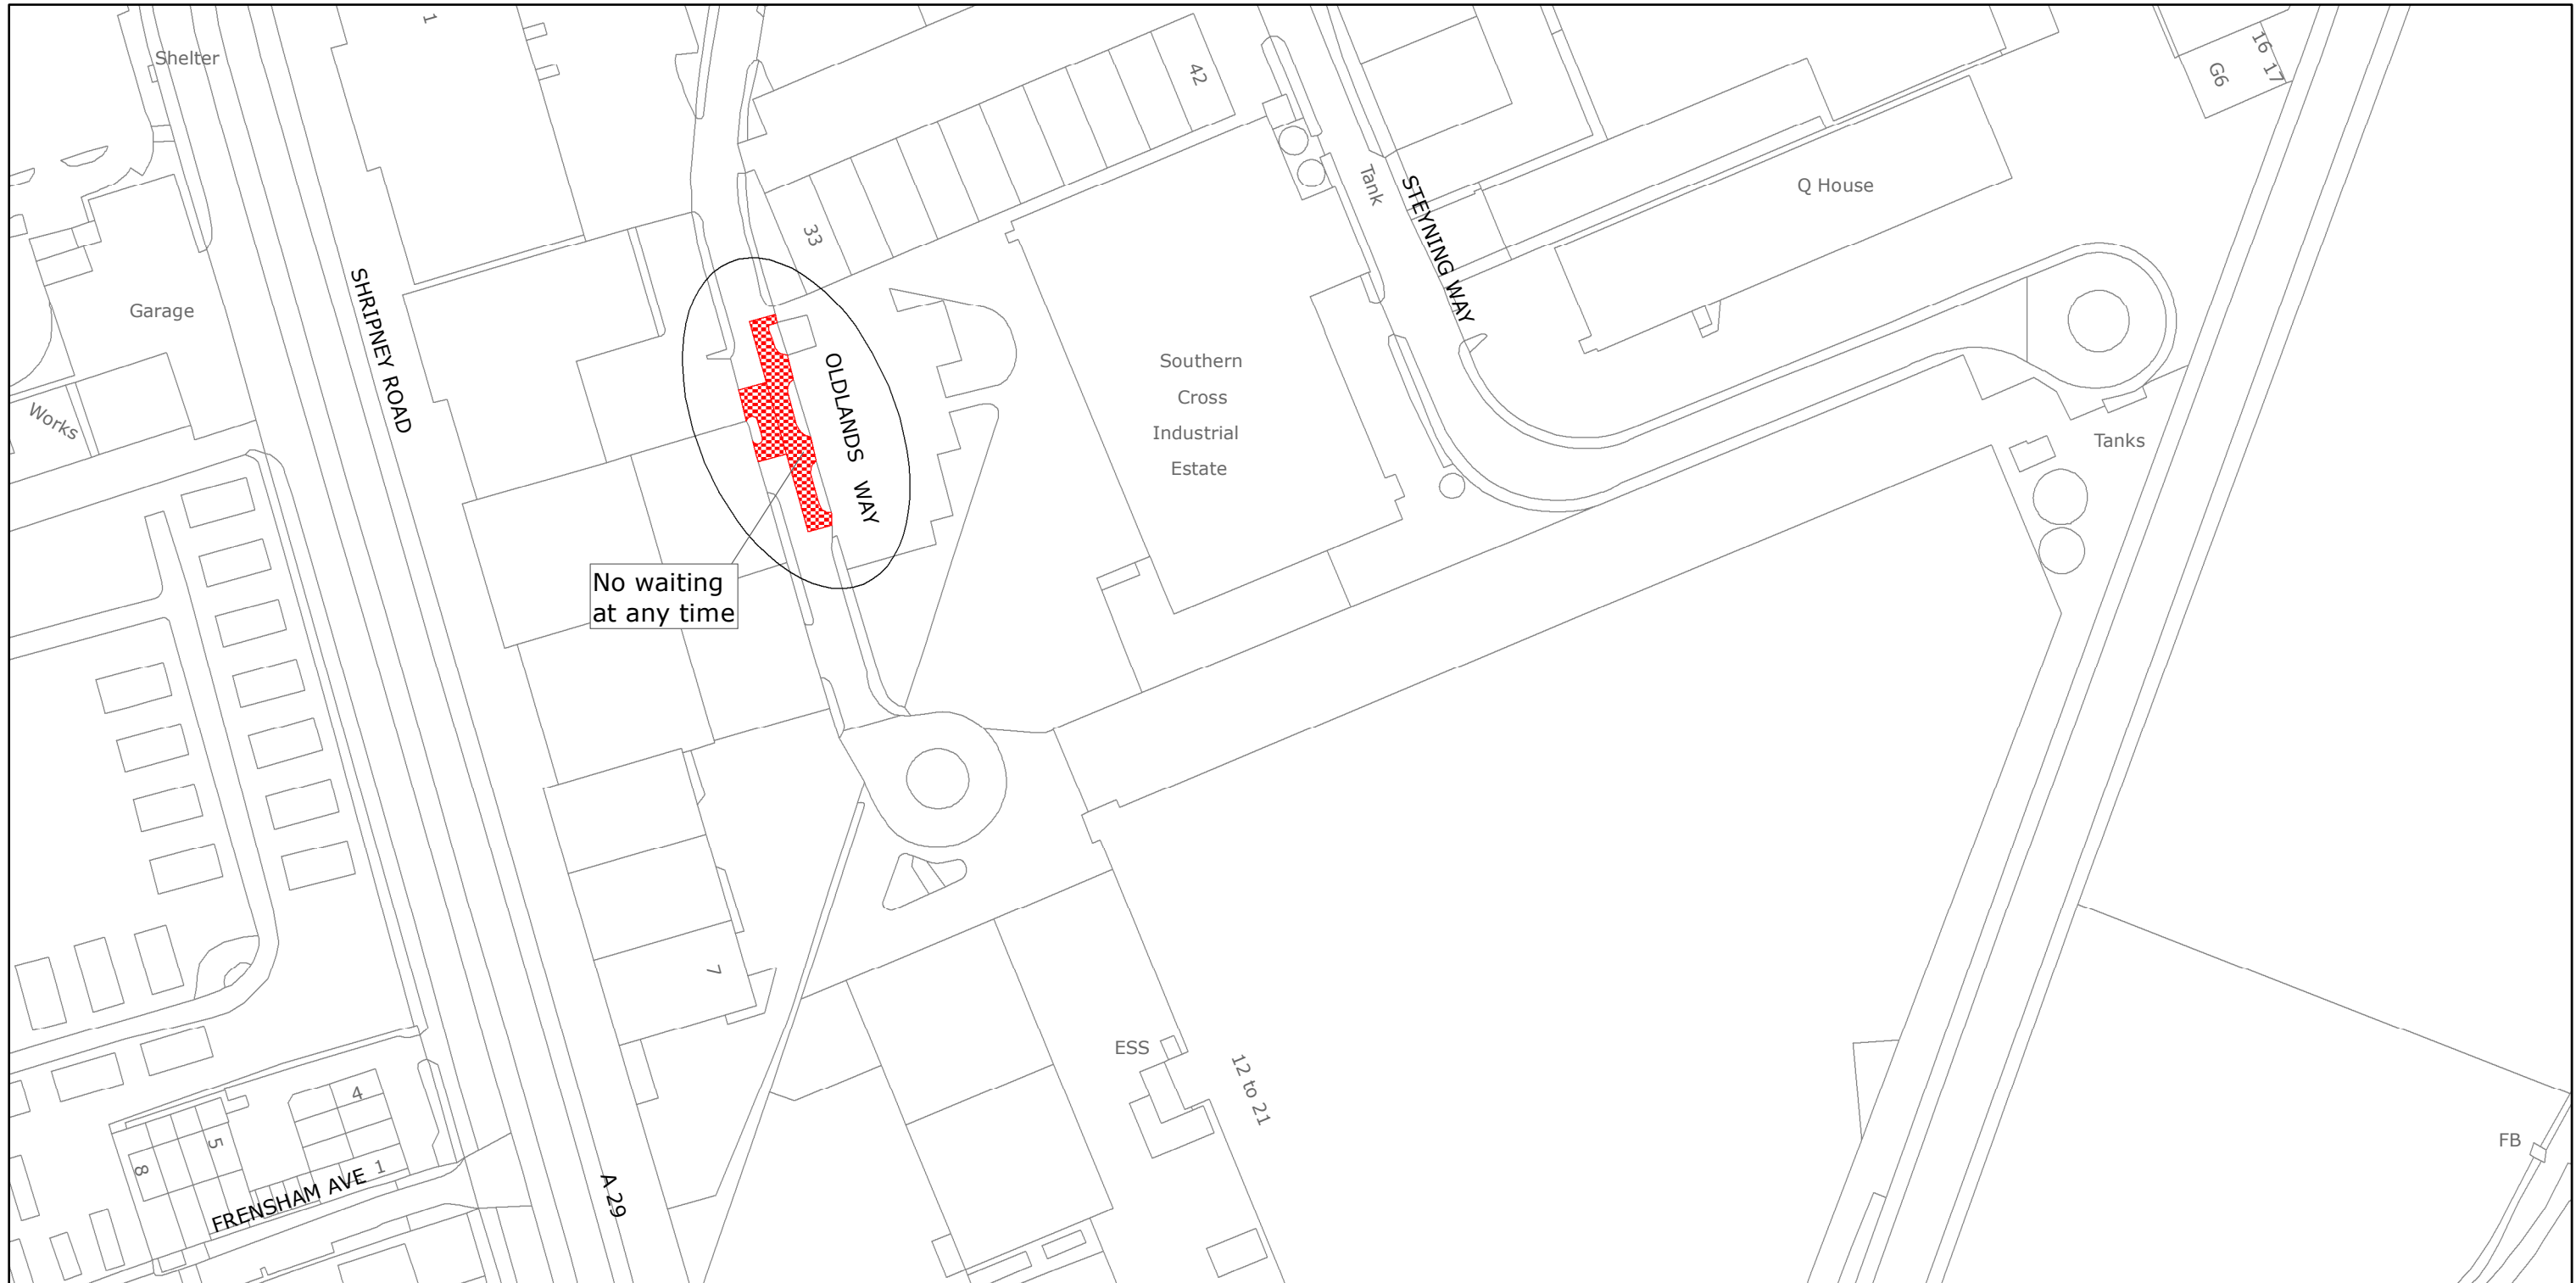 1
Shelter
16
17
G6
42
Tank
STEYNING WAY
Q House
33
SHRIPNEY ROAD
Garage
OLDLANDS WAY
Southern
Cross
Industrial
Estate
Works
Tanks
No waiting
at any time
7
ESS
12 to 21
4
5
8
1
FRENSHAM AVE
A 29
FB